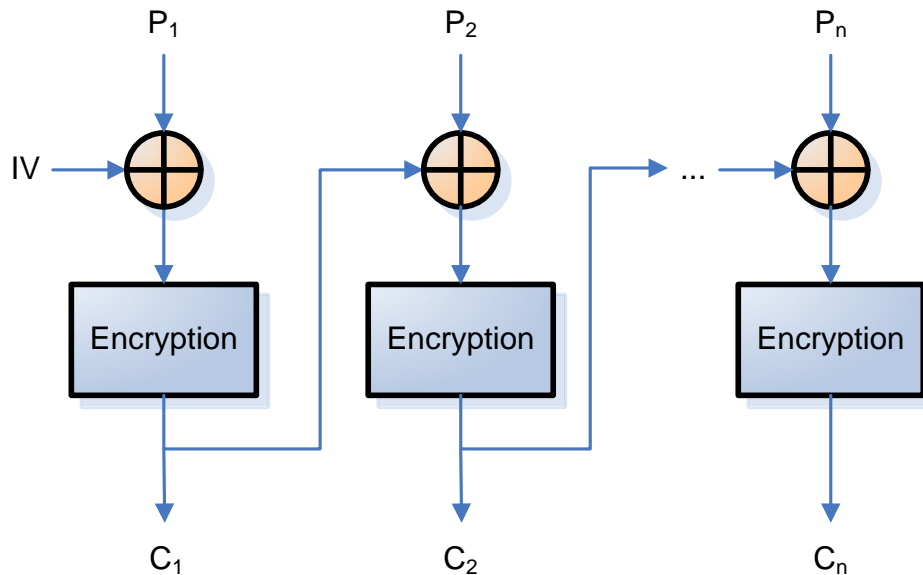 P₁ P₂ Pₙ
IV ...
Encryption Encryption Encryption
C₁ C₂ Cₙ